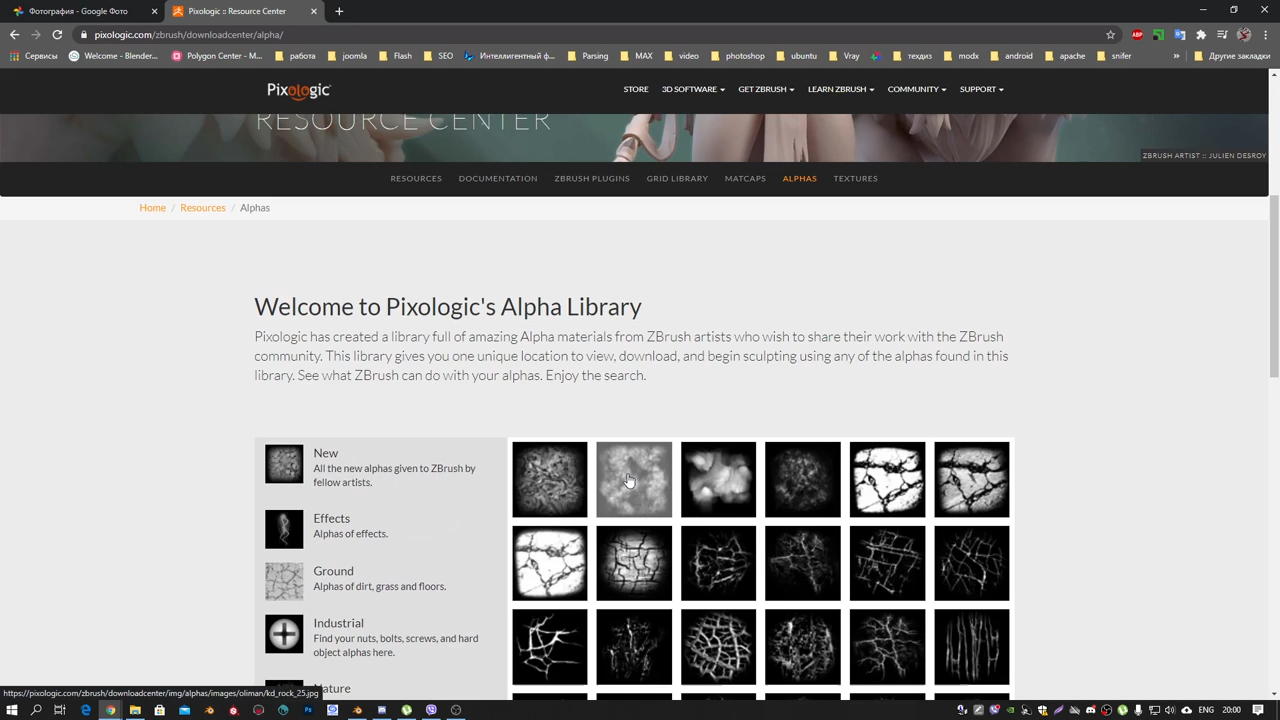 Фотография - Google Фото
Pixologic :: Resource Center
pixologic.com/zbrush/downloadcenter/alpha/
ABP
Сервисы
Welcome - Blender...
Polygon Center - M...
работа
joomla
Flash
SEO
Интеллигентный ф...
Parsing
MAX
video
photoshop
ubuntu
Vray
техдиз
modx
android
apache
snifer
»
Другие закладки
Pixologic
STORE
3D SOFTWARE
GET ZBRUSH
LEARN ZBRUSH
COMMUNITY
SUPPORT
RESOURCE CENTER
ZBRUSH ARTIST :: JULIEN DESROY
RESOURCES
DOCUMENTATION
ZBRUSH PLUGINS
GRID LIBRARY
MATCAPS
ALPHAS
TEXTURES
Home / Resources / Alphas
Welcome to Pixologic's Alpha Library
Pixologic has created a library full of amazing Alpha materials from ZBrush artists who wish to share their work with the ZBrush
community. This library gives you one unique location to view, download, and begin sculpting using any of the alphas found in this
library. See what ZBrush can do with your alphas. Enjoy the search.
New
All the new alphas given to ZBrush by
fellow artists.
Effects
Alphas of effects.
Ground
Alphas of dirt, grass and floors.
Industrial
Find your nuts, bolts, screws, and hard
object alphas here.
Nature
https://pixologic.com/zbrush/downloadcenter/img/alphas/images/oliman/kd_rock_25.jpg
ENG
20:00